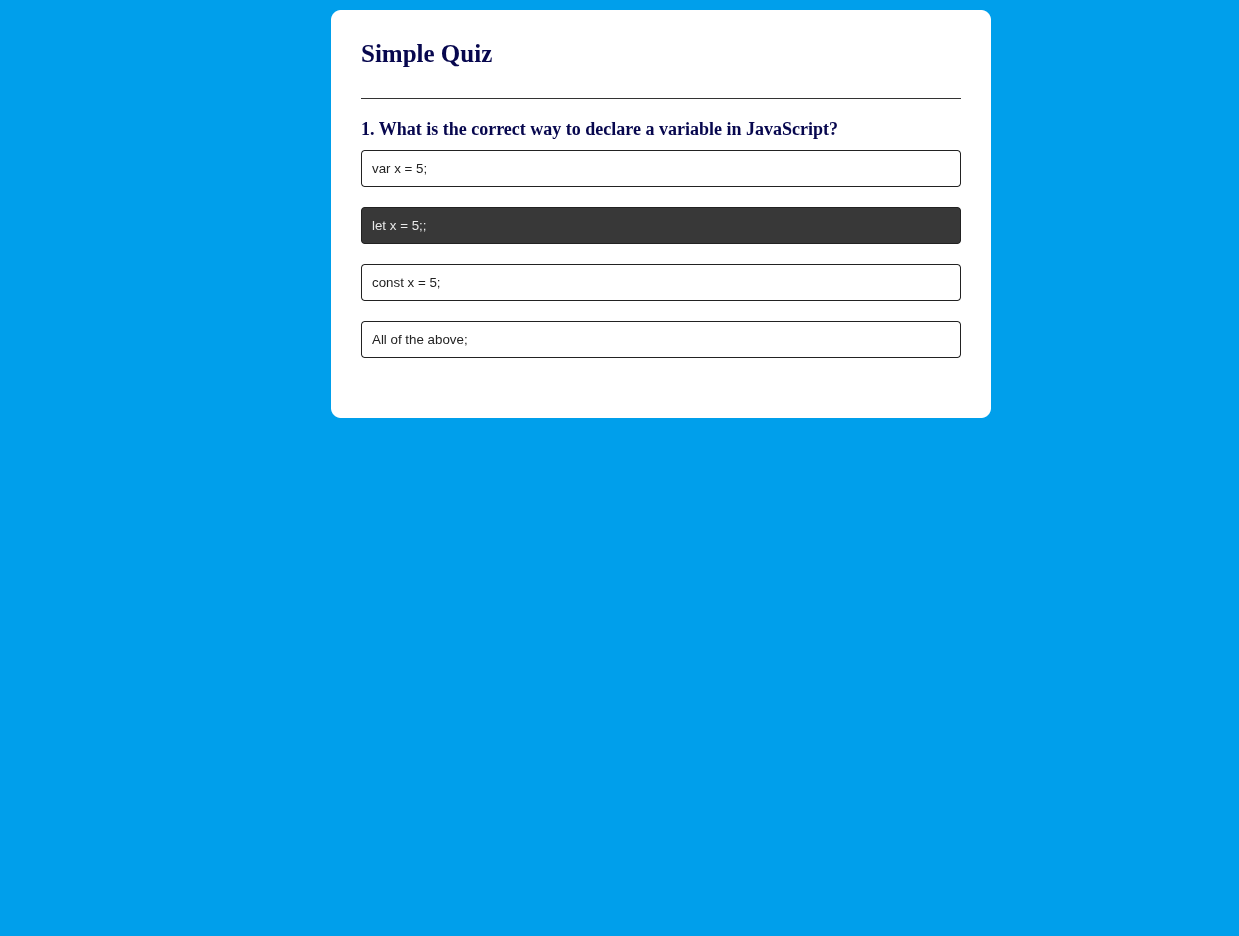 Simple Quiz
1. What is the correct way to declare a variable in JavaScript?
var x = 5;
let x = 5;;
const x = 5;
All of the above;